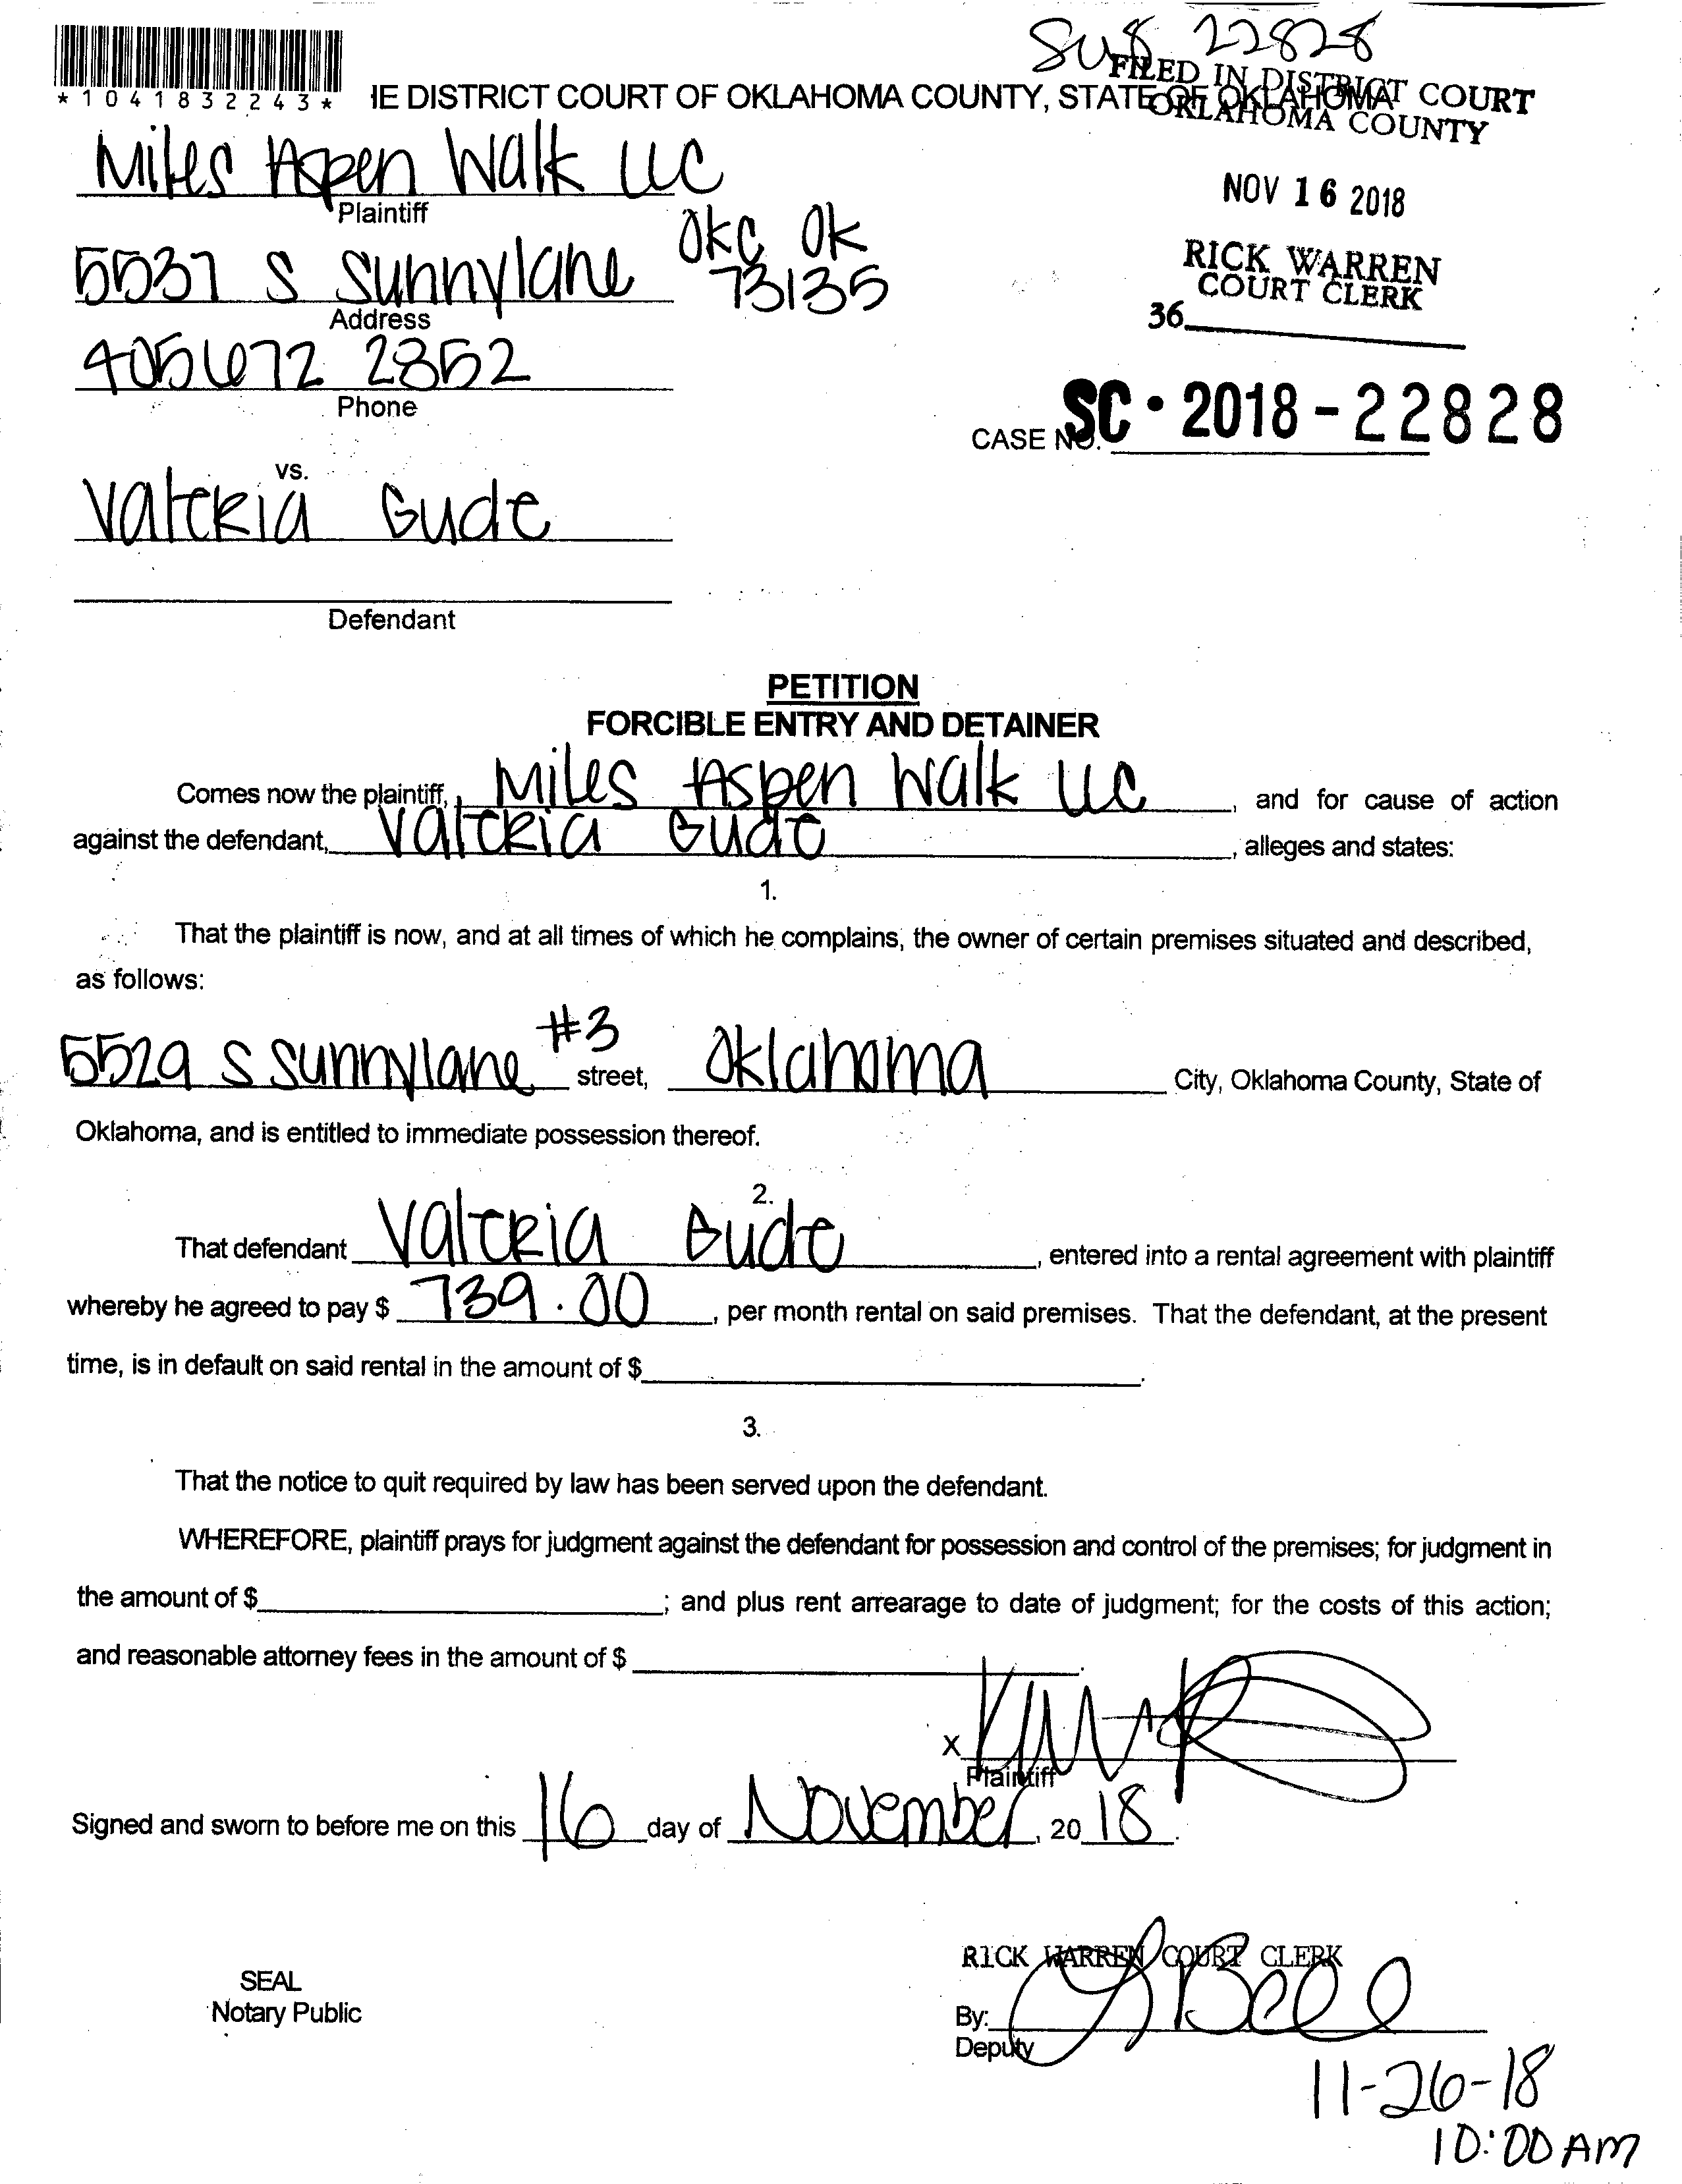 22828
*1041832243*
IE DISTRICT COURT OF OKLAHOMA COUNTY, STATE OF OKLAHOMA
FILED IN DISTRICT COURT
OKLAHOMA COUNTY
Miles Aspen Walk LLC
Plaintiff
NOV 16 2018
5537 S Sunnylane OKC OK
73135
Address
RICK WARREN
COURT CLERK
36
405 672 2852
Phone
CASE NO. SC-2018-22828
vs.
Valeria Gude
Defendant
PETITION
FORCIBLE ENTRY AND DETAINER
Comes now the plaintiff, Miles Aspen Walk LLC, and for cause of action
against the defendant, Valeria Gude, alleges and states:
1.
That the plaintiff is now, and at all times of which he complains, the owner of certain premises situated and described,
as follows:
5529 S Sunnylane #3 street, Oklahoma City, Oklahoma County, State of
Oklahoma, and is entitled to immediate possession thereof.
2.
That defendant Valeria Gude, entered into a rental agreement with plaintiff
whereby he agreed to pay $ 739.00, per month rental on said premises. That the defendant, at the present
time, is in default on said rental in the amount of $ .
3.
That the notice to quit required by law has been served upon the defendant.
WHEREFORE, plaintiff prays for judgment against the defendant for possession and control of the premises; for judgment in
the amount of $ ; and plus rent arrearage to date of judgment; for the costs of this action;
and reasonable attorney fees in the amount of $ .
X
Plaintiff
Signed and sworn to before me on this 16 day of November, 20 18.
RICK WARREN COURT CLERK
SEAL
Notary Public
By: Bell
Deputy
11-26-18
10:00 AM